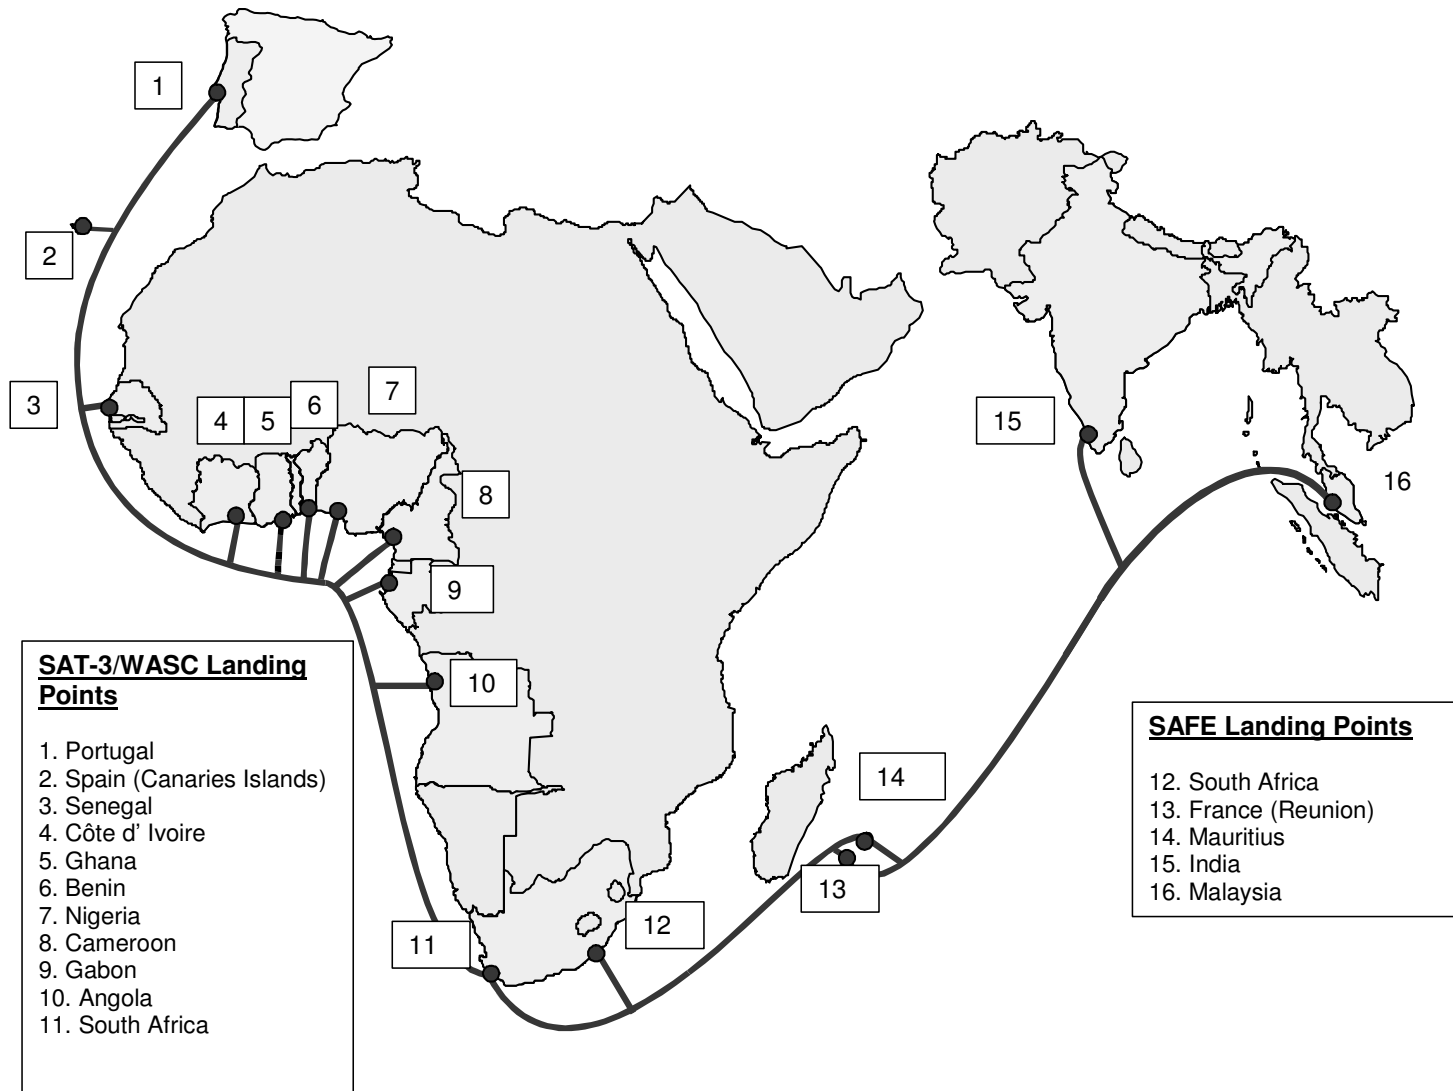 1
2
3
4
5
6
7
8
9
10
11
12
13
14
15
16
SAT-3/WASC Landing
Points
1. Portugal
2. Spain (Canaries Islands)
3. Senegal
4. Côte d' Ivoire
5. Ghana
6. Benin
7. Nigeria
8. Cameroon
9. Gabon
10. Angola
11. South Africa
SAFE Landing Points
12. South Africa
13. France (Reunion)
14. Mauritius
15. India
16. Malaysia